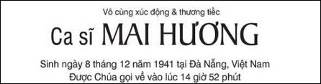 Vô cùng xúc động & thương tiếc
Ca sĩ MAI HƯƠNG
Sinh ngày 8 tháng 12 năm 1941 tại Đà Nẵng, Việt Nam
Được Chúa gọi về vào lúc 14 giờ 52 phút